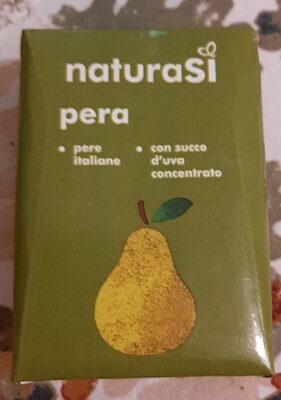 naturaSì
pera
• pere
italiane
• con succo
d'uva
concentrato